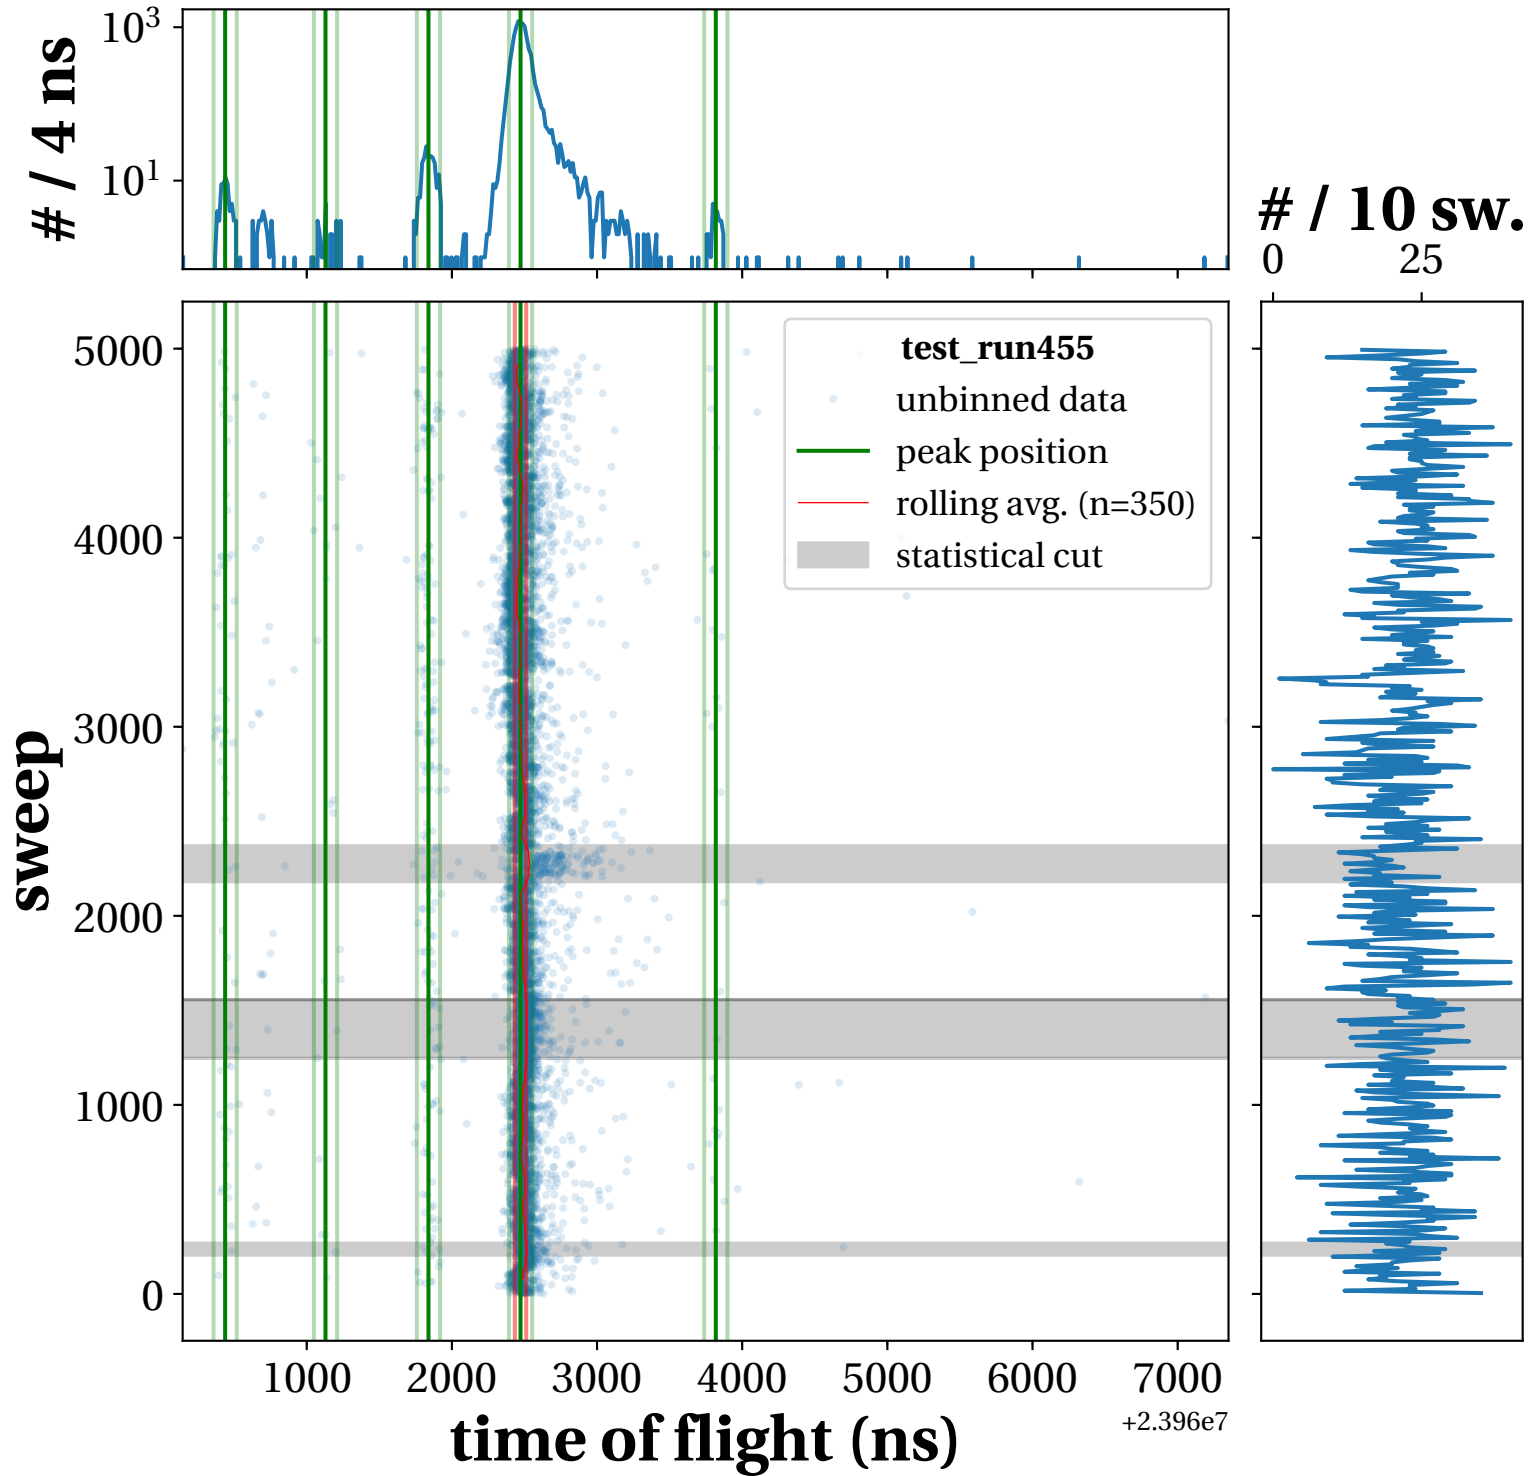 # / 4 ns
10³
10¹
# / 10 sw.
0 25
sweep
5000
4000
3000
2000
1000
0
test_run455
unbinned data
peak position
rolling avg. (n=350)
statistical cut
1000 2000 3000 4000 5000 6000 7000
+2.396e7
time of flight (ns)